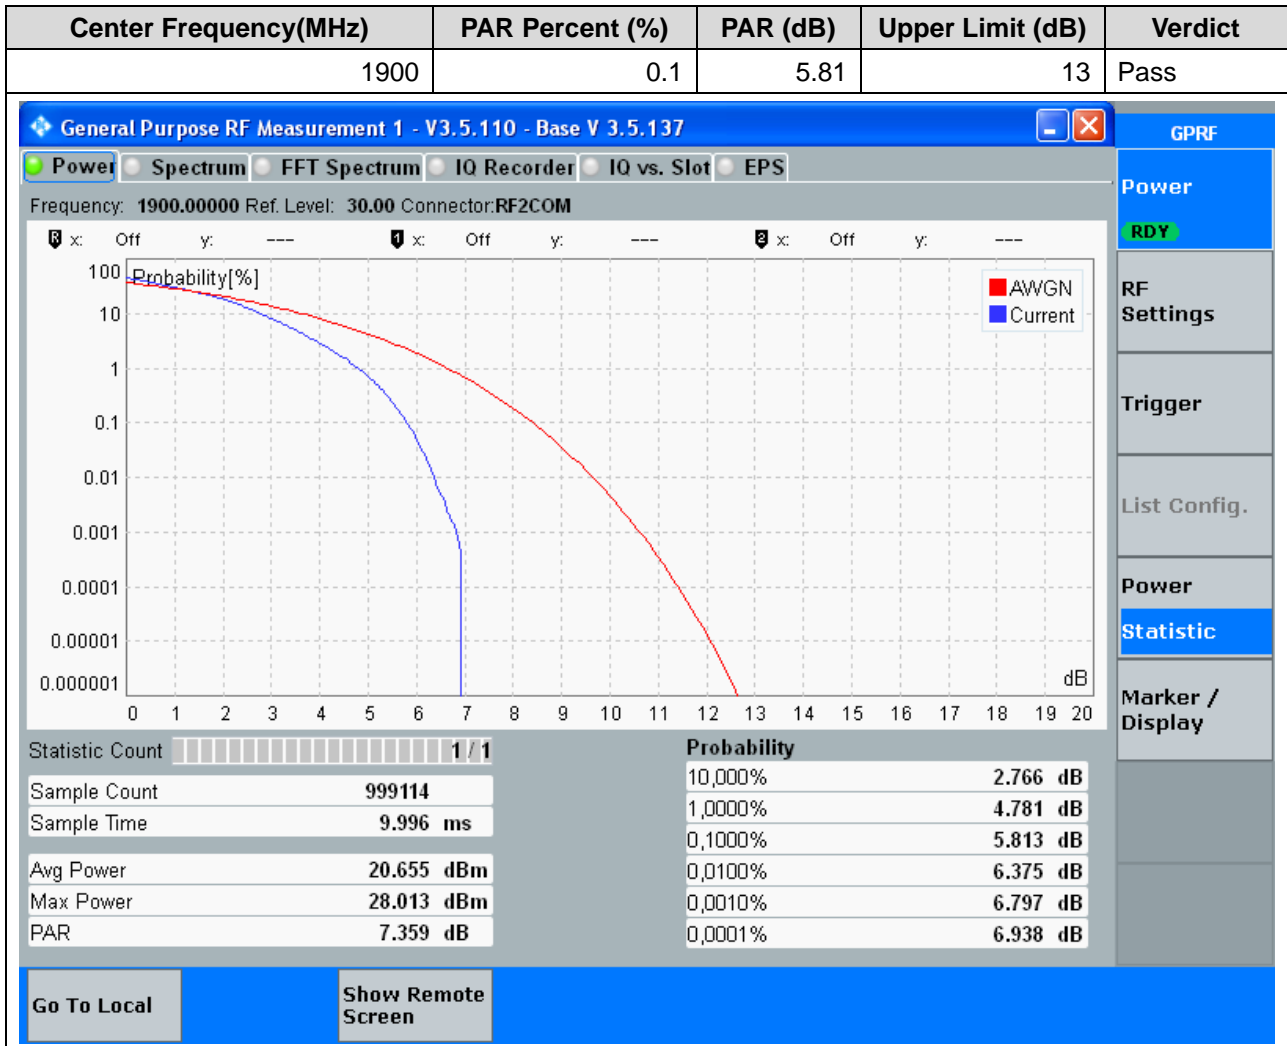 Center Frequency(MHz) PAR Percent (%) PAR (dB) Upper Limit (dB) Verdict
1900 0.1 5.81 13 Pass
General Purpose RF Measurement 1 - V3.5.110 - Base V 3.5.137
GPRF
Power Spectrum FFT Spectrum IQ Recorder IQ vs. Slot EPS
Frequency: 1900.00000 Ref. Level: 30.00 Connector:RF2COM
R x: Off y: --- 1 x: Off y: --- 2 x: Off y: ---
Probability[%]
AWGN
Current
100
10
1
0.1
0.01
0.001
0.0001
0.00001
0.000001
dB
0 1 2 3 4 5 6 7 8 9 10 11 12 13 14 15 16 17 18 19 20
Statistic Count 1 / 1
Sample Count 999114
Sample Time 9.996 ms
Avg Power 20.655 dBm
Max Power 28.013 dBm
PAR 7.359 dB
Probability
10,000% 2.766 dB
1,0000% 4.781 dB
0,1000% 5.813 dB
0,0100% 6.375 dB
0,0010% 6.797 dB
0,0001% 6.938 dB
Power
RDY
RF
Settings
Trigger
List Config.
Power
Statistic
Marker /
Display
Go To Local
Show Remote
Screen